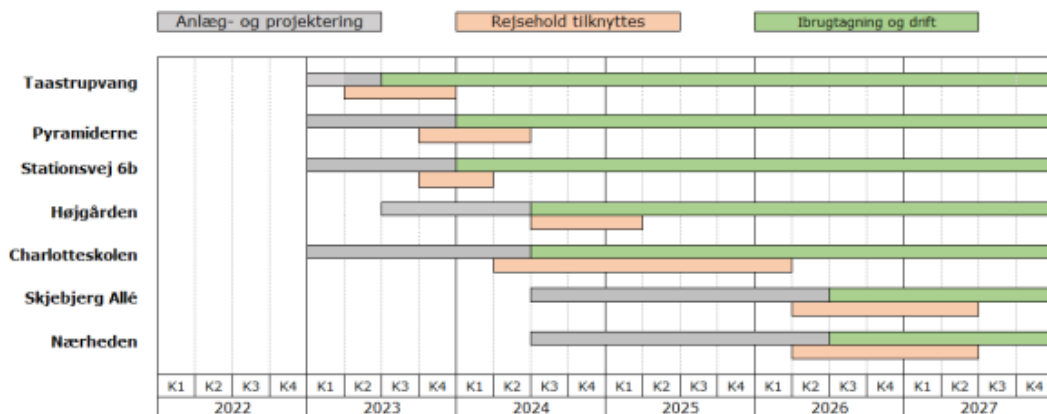 Anlæg- og projektering Rejsehold tilknyttes Ibrugtagning og drift
Taastrupvang
Pyramiderne
Stationsvej 6b
Højgården
Charlotteskolen
Skjebjerg Allé
Nærheden
K1 K2 K3 K4 K1 K2 K3 K4 K1 K2 K3 K4 K1 K2 K3 K4 K1 K2 K3 K4 K1 K2 K3 K4
2022 2023 2024 2025 2026 2027